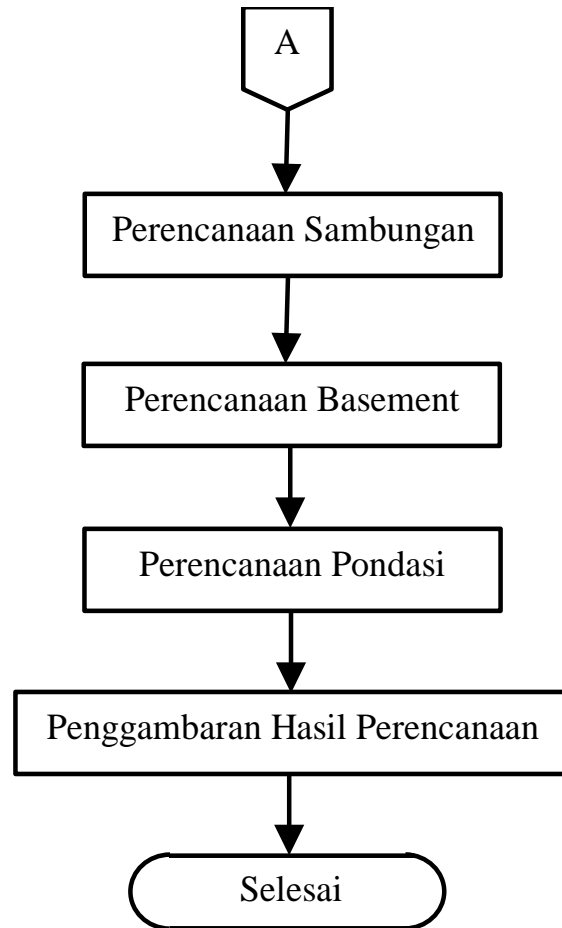 A
Perencanaan Sambungan
Perencanaan Basement
Perencanaan Pondasi
Penggambaran Hasil Perencanaan
Selesai